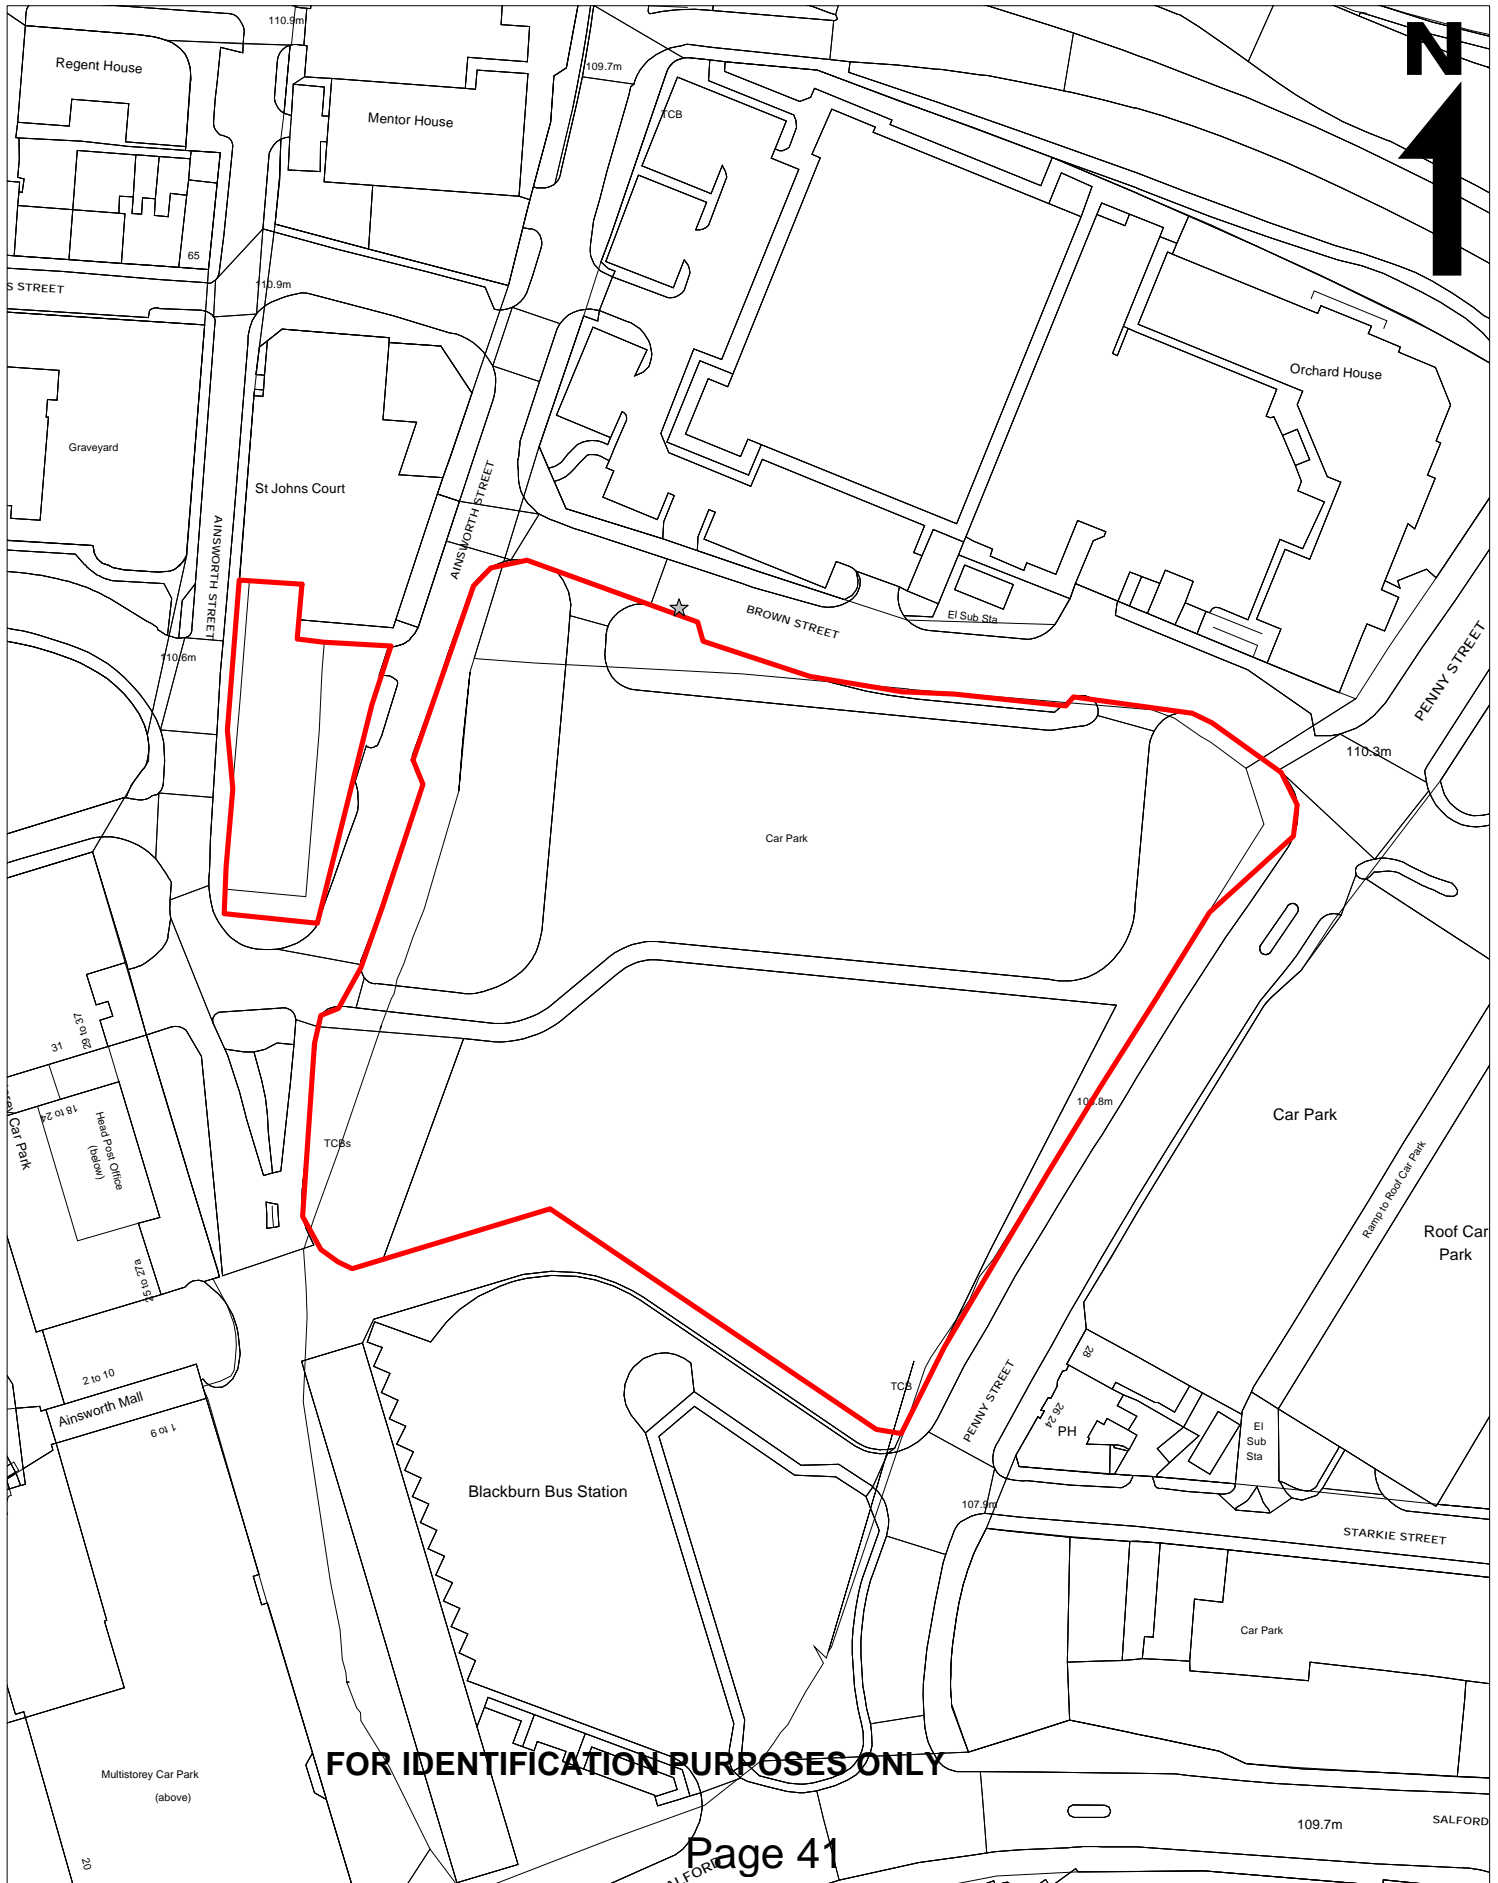 110.9m
N
Regent House
109.7m
Mentor House
TCB
65
110.9m
S STREET
Orchard House
Graveyard
St Johns Court
AINSWORTH STREET
AINSWORTH STREET
BROWN STREET
El Sub Sta
110.6m
PENNY STREET
110.3m
Car Park
29 to 37
31
18 to 24
Head Post Office
(below)
rey Car Park
TCBs
Car Park
Ramp to Roof Car Park
Roof Car
Park
25 to 27a
2 to 10
Ainsworth Mall
1 to 9
TCB
PENNY STREET
28
26 24
PH
El
Sub
Sta
Blackburn Bus Station
107.9m
STARKIE STREET
Car Park
FOR IDENTIFICATION PURPOSES ONLY
Multistorey Car Park
(above)
109.7m
SALFORD
20
ALFORD
Page 41